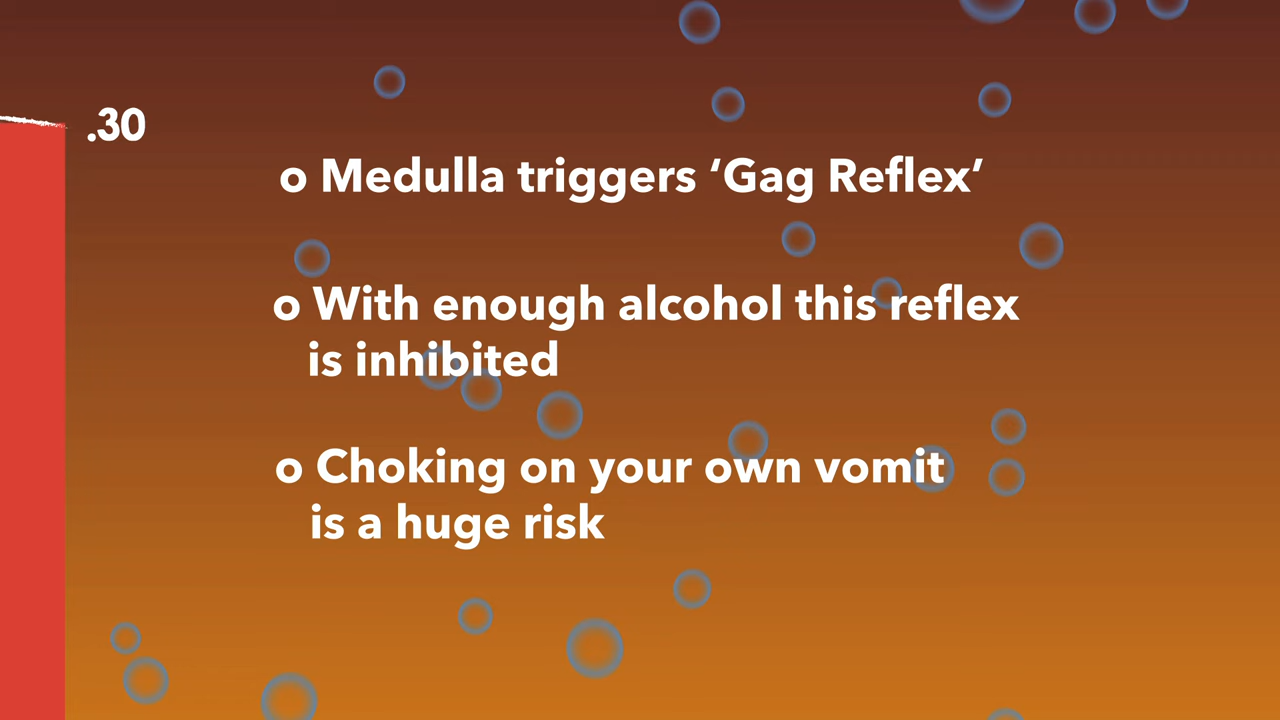 .30
o Medulla triggers ‘Gag Reflex’
o With enough alcohol this reflex
is inhibited
o Choking on your own vomit
is a huge risk